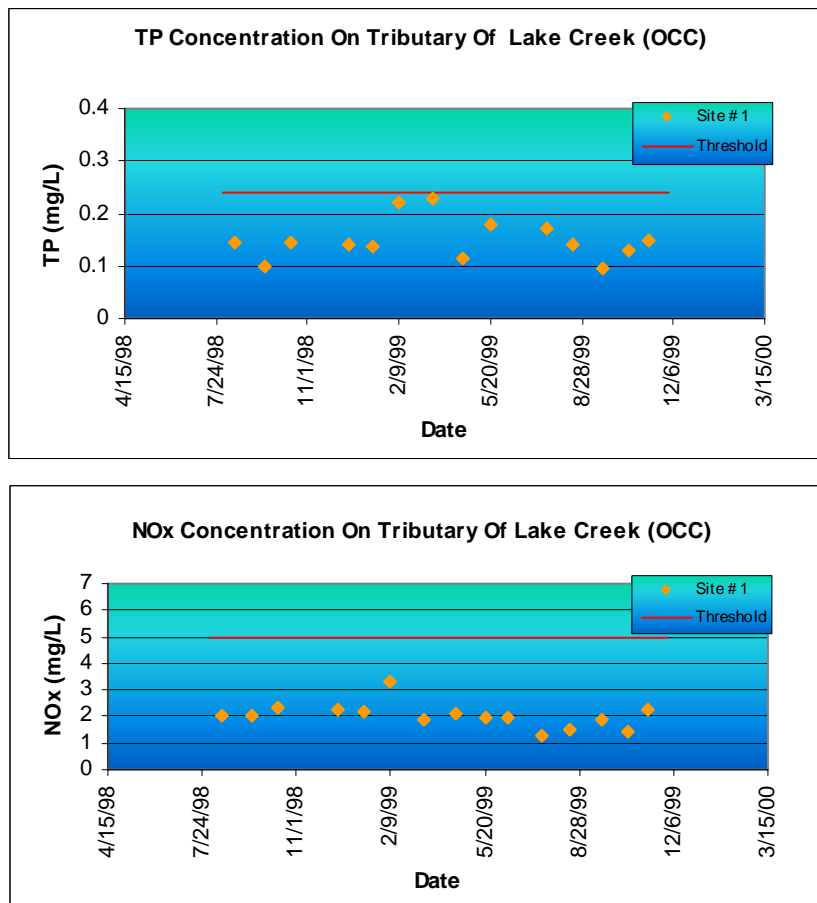 TP Concentration On Tributary Of Lake Creek (OCC)
0.4
0.3
0.2
0.1
0
TP (mg/L)
Site # 1
Threshold
4/15/98
7/24/98
11/1/98
2/9/99
5/20/99
8/28/99
12/6/99
3/15/00
Date
NOx Concentration On Tributary Of Lake Creek (OCC)
7
6
5
4
3
2
1
0
NOx (mg/L)
Site # 1
Threshold
4/15/98
7/24/98
11/1/98
2/9/99
5/20/99
8/28/99
12/6/99
3/15/00
Date